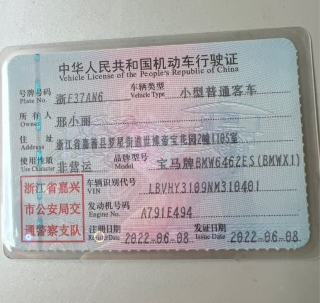 中华人民共和国机动车行驶证
Vehicle License of the People's Republic of China
号牌号码 浙F37AN6 车辆类型 小型普通客车
Plate No. Vehicle Type
所有人 邢小丽
Owner
住址 浙江省嘉善县罗星街道世博帝宝花园2幢1105室
Address
使用性质 非营运 品牌型号 宝马牌BMW6462ES(BMWX1)
Use Character Model
浙江省嘉兴
市公安局交
通警察支队
车辆识别代号 LBVHY3109NM310401
VIN
发动机号码 A791E494
Engine No.
注册日期 2022-06-08 发证日期 2022-06-08
Register Date Issue Date